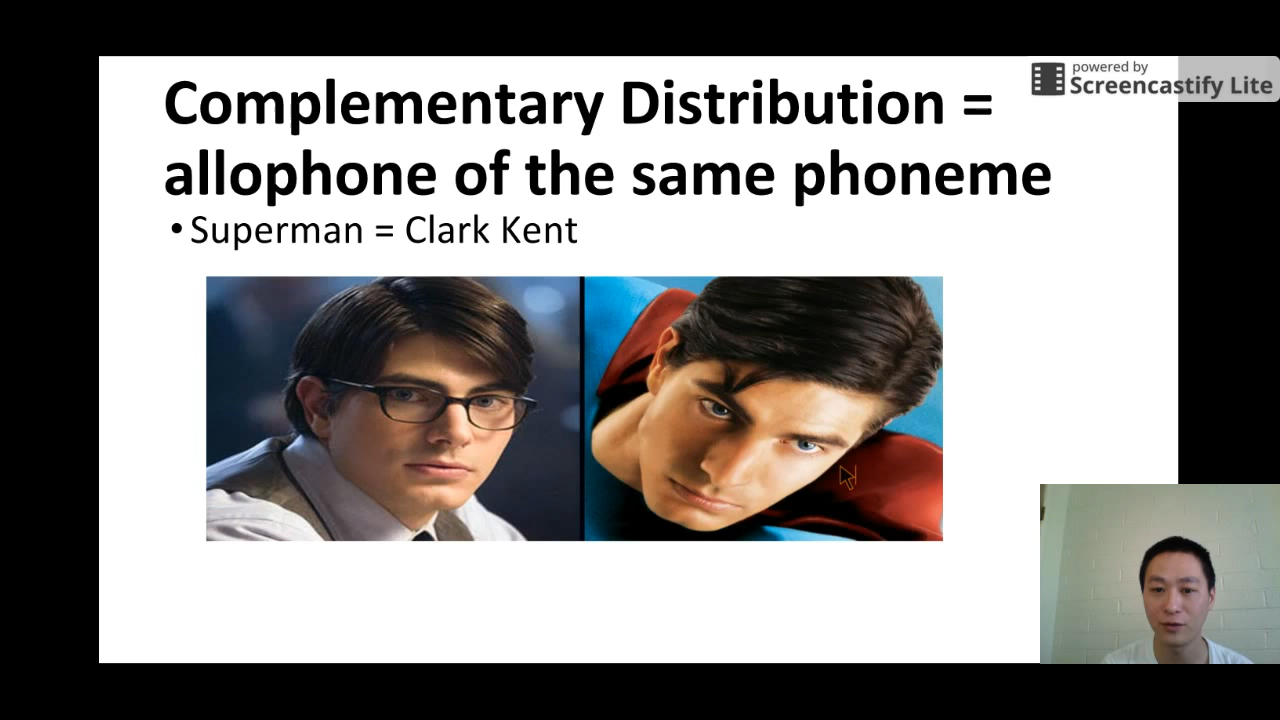 Complementary Distribution =
allophone of the same phoneme
• Superman = Clark Kent
powered by
Screencastify Lite